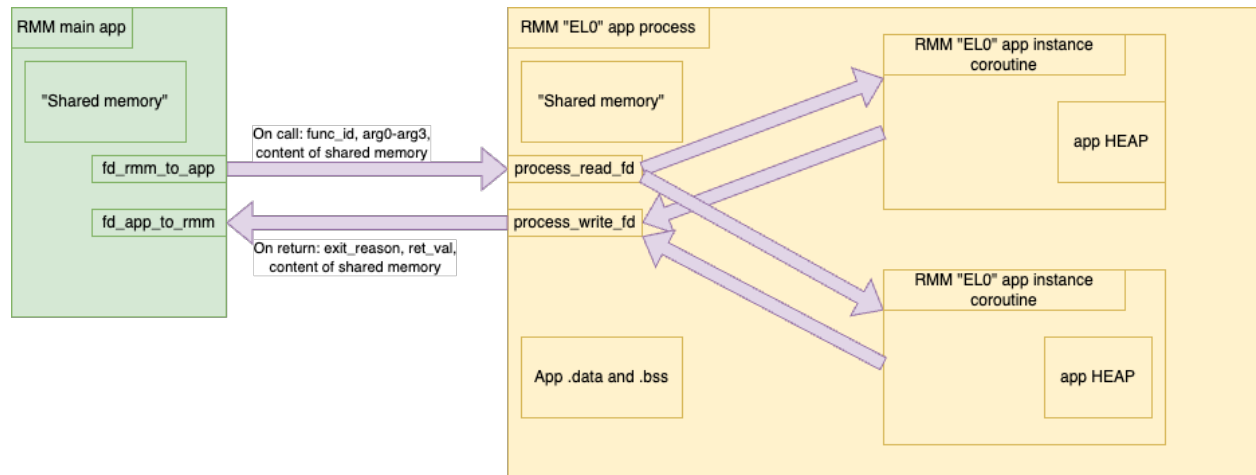 RMM main app
"Shared memory"
fd_rmm_to_app
fd_app_to_rmm
On call: func_id, arg0-arg3,
content of shared memory
On return: exit_reason, ret_val,
content of shared memory
RMM "EL0" app process
"Shared memory"
process_read_fd
process_write_fd
App .data and .bss
RMM "EL0" app instance
coroutine
app HEAP
RMM "EL0" app instance
coroutine
app HEAP